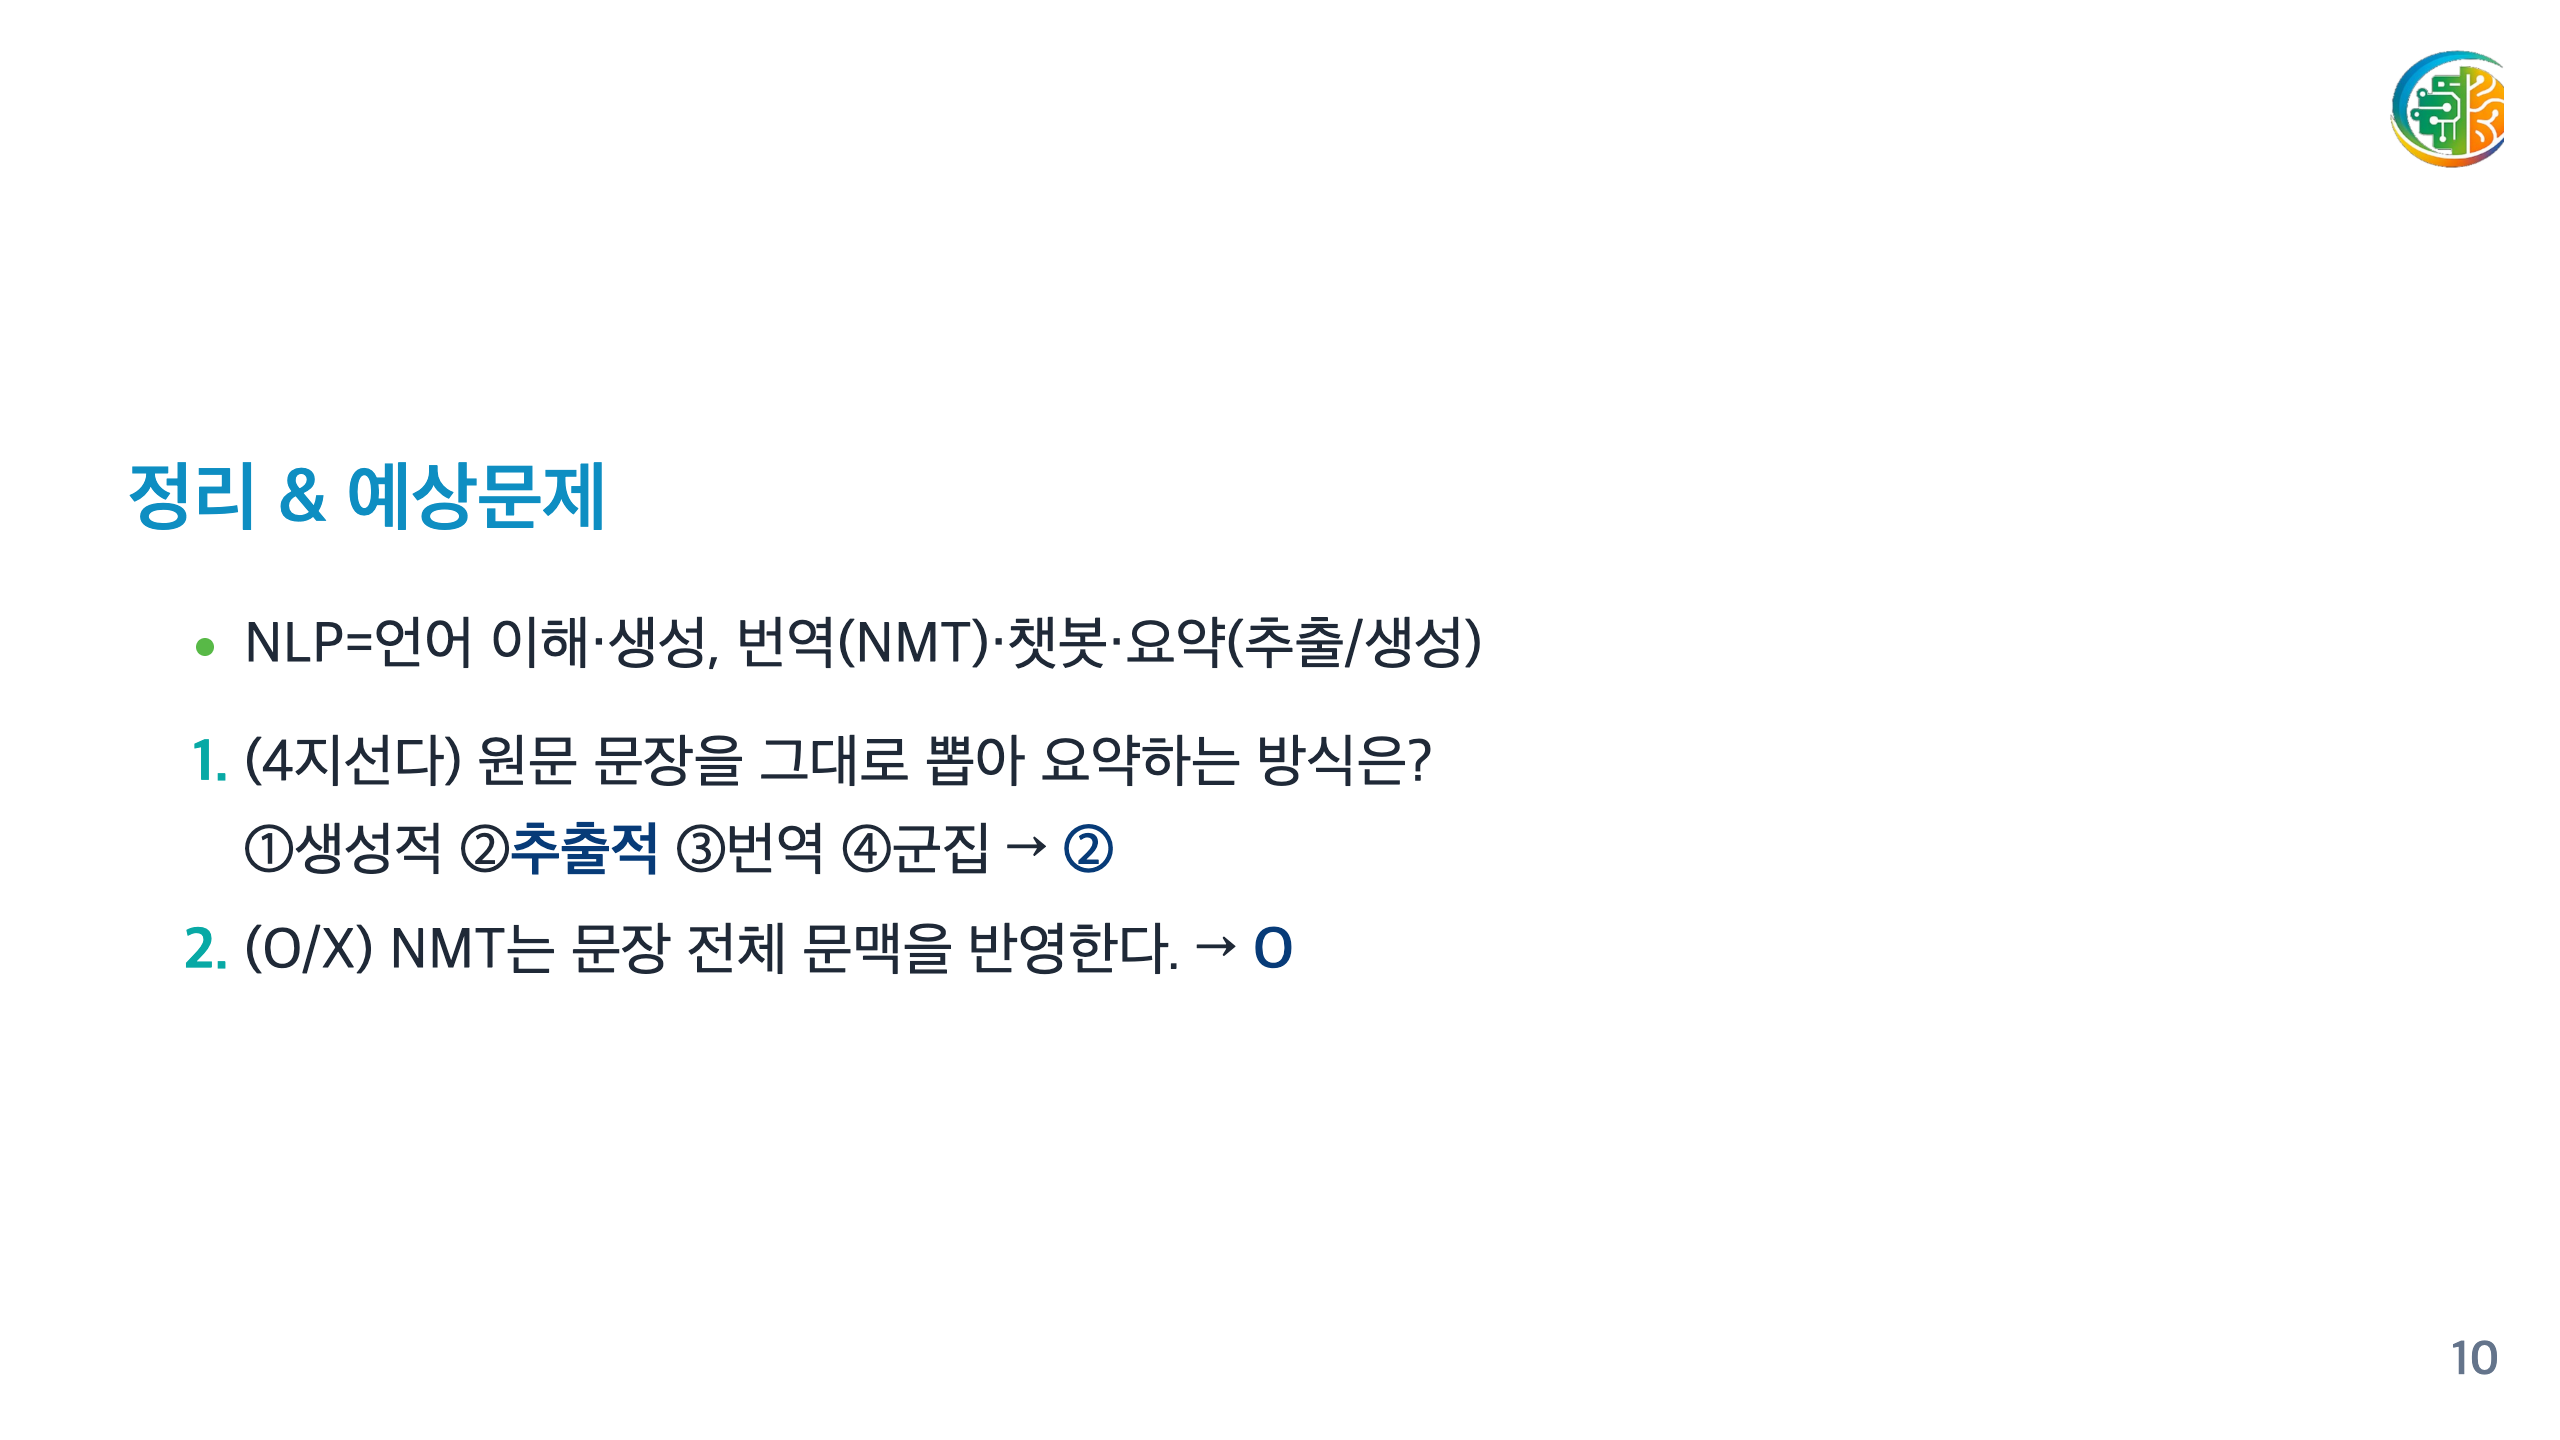 정리 & 예상문제
• NLP=언어 이해·생성, 번역(NMT)·챗봇·요약(추출/생성)
1. (4지선다) 원문 문장을 그대로 뽑아 요약하는 방식은?
①생성적 ②추출적 ③번역 ④군집 → ②
2. (O/X) NMT는 문장 전체 문맥을 반영한다. → O
10